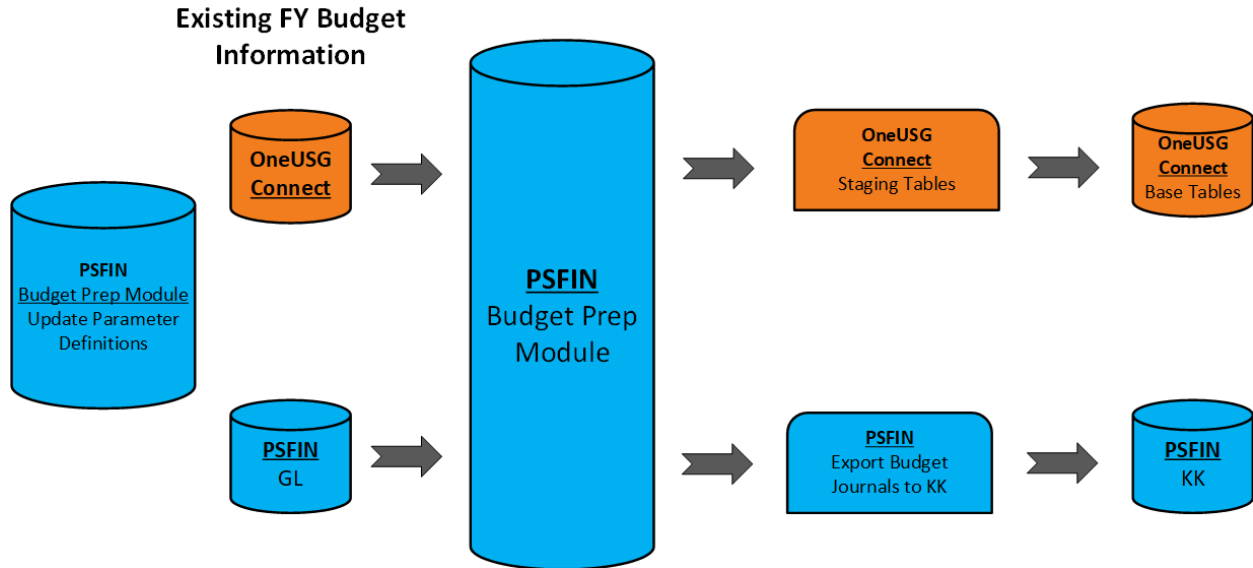 Existing FY Budget
Information
PSFIN
Budget Prep Module
Update Parameter
Definitions
OneUSG
Connect
PSFIN
GL
PSFIN
Budget Prep
Module
OneUSG
Connect
Staging Tables
PSFIN
Export Budget
Journals to KK
OneUSG
Connect
Base Tables
PSFIN
KK